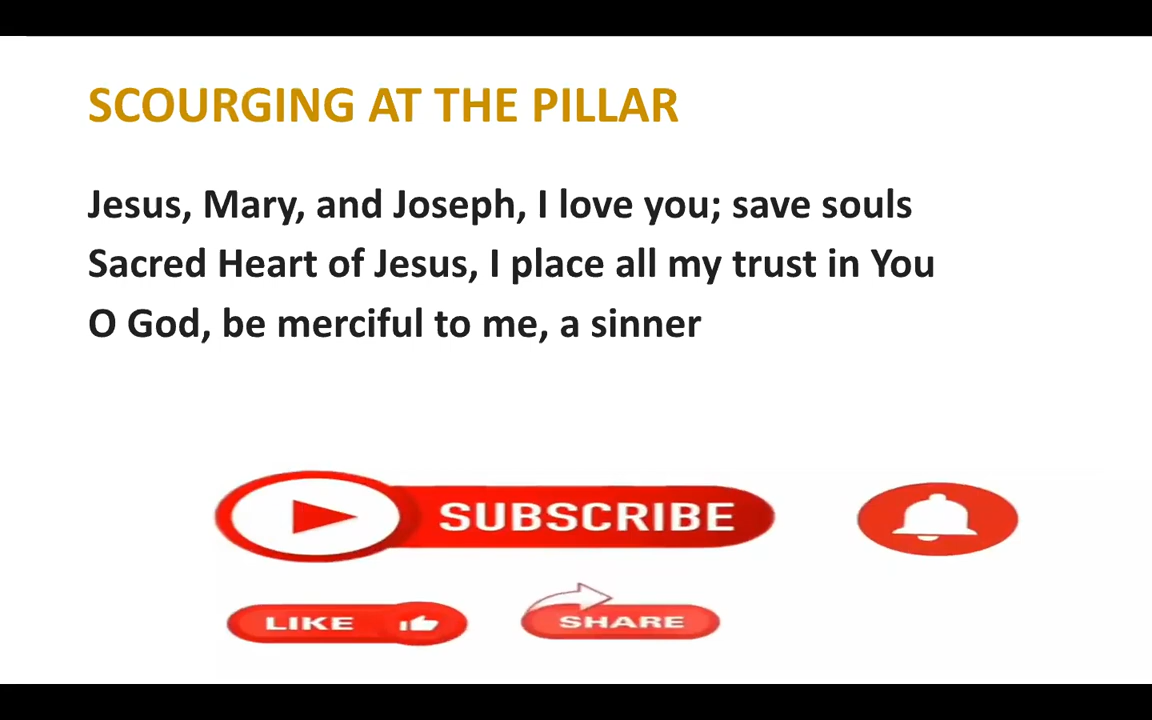 SCOURGING AT THE PILLAR
Jesus, Mary, and Joseph, I love you; save souls
Sacred Heart of Jesus, I place all my trust in You
O God, be merciful to me, a sinner
SUBSCRIBE
LIKE
SHARE